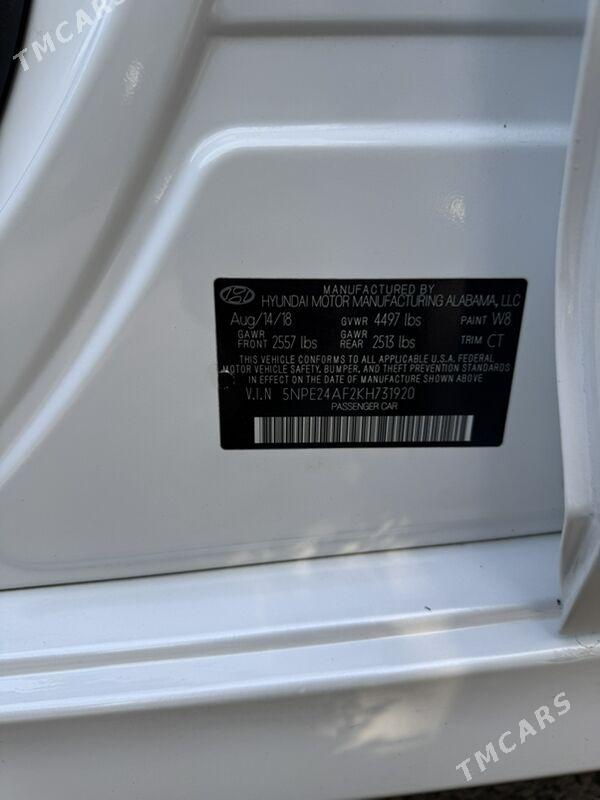 TMCARS
MANUFACTURED BY
HYUNDAI MOTOR MANUFACTURING ALABAMA, LLC
Aug/14/18 GVWR 4497 lbs PAINT W8
GAWR FRONT 2557 lbs GAWR REAR 2513 lbs TRIM CT
THIS VEHICLE CONFORMS TO ALL APPLICABLE U.S.A. FEDERAL
MOTOR VEHICLE SAFETY, BUMPER, AND THEFT PREVENTION STANDARDS
IN EFFECT ON THE DATE OF MANUFACTURE SHOWN ABOVE.
V.I.N 5NPE24AF2KH731920
PASSENGER CAR
TMCARS